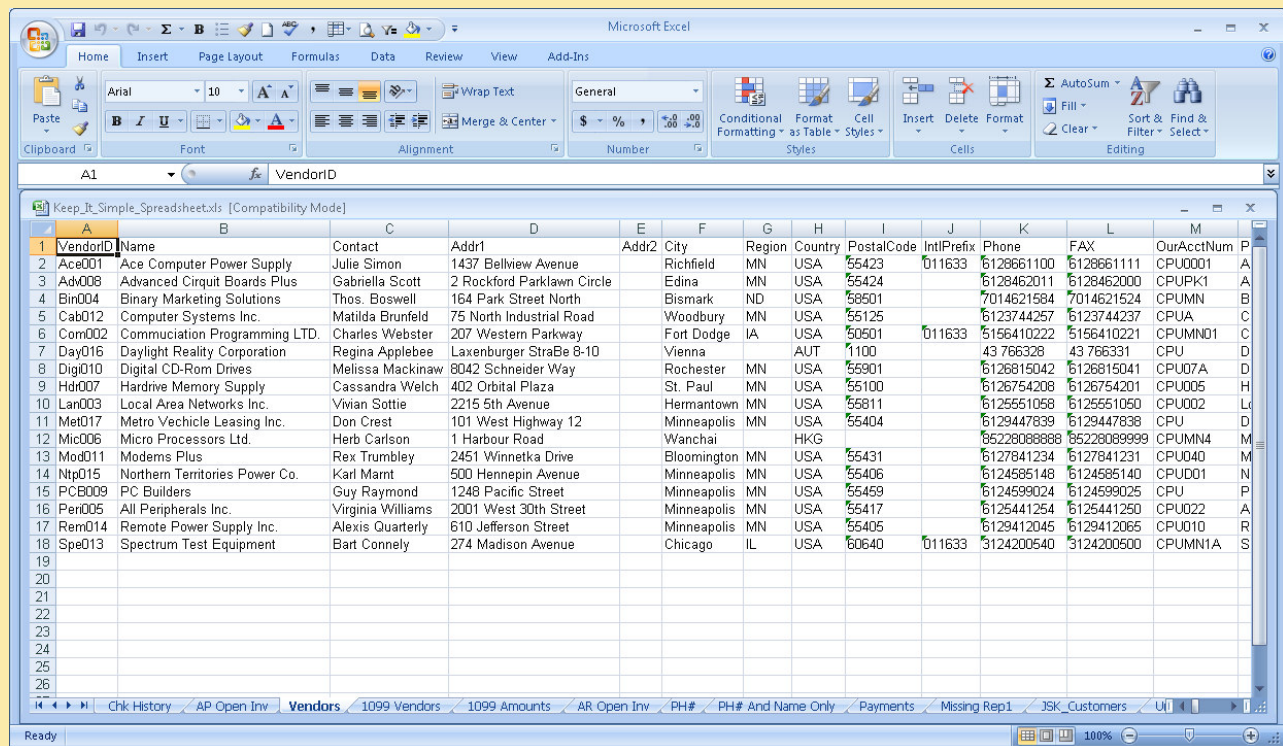 Microsoft Excel
Home Insert Page Layout Formulas Data Review View Add-Ins
Paste
Arial 10 A A
Wrap Text
General
B I U
Merge & Center
$ % , .00 .0
Conditional Formatting
Format as Table
Cell Styles
Insert Delete Format
Σ AutoSum
Fill
Clear
Sort & Filter
Find & Select
Clipboard Font Alignment Number Styles Cells Editing
A1 fx VendorID
Keep_It_Simple_Spreadsheet.xls [Compatibility Mode]
A B C D E F G H I J K L M
1 VendorID Name Contact Addr1 Addr2 City Region Country PostalCode IntlPrefix Phone FAX OurAcctNum P
2 Ace001 Ace Computer Power Supply Julie Simon 1437 Bellview Avenue Richfield MN USA 55423 011633 6128661100 6128661111 CPU0001 A
3 Adv008 Advanced Cirquit Boards Plus Gabriella Scott 2 Rockford Parklawn Circle Edina MN USA 55424 6128462011 6128462000 CPUPK1 A
4 Bin004 Binary Marketing Solutions Thos. Boswell 164 Park Street North Bismark ND USA 58501 7014621584 7014621524 CPUMN B
5 Cab012 Computer Systems Inc. Matilda Brunfeld 75 North Industrial Road Woodbury MN USA 55125 6123744257 6123744237 CPUA C
6 Com002 Commuciation Programming LTD. Charles Webster 207 Western Parkway Fort Dodge IA USA 50501 011633 5156410222 5156410221 CPUMN01 C
7 Day016 Daylight Reality Corporation Regina Applebee Laxenburger StraBe 8-10 Vienna AUT 1100 43 766328 43 766331 CPU D
8 Digi010 Digital CD-Rom Drives Melissa Mackinaw 8042 Schneider Way Rochester MN USA 55901 6126815042 6126815041 CPU07A D
9 Hdr007 Hardrive Memory Supply Cassandra Welch 402 Orbital Plaza St. Paul MN USA 55100 6126754208 6126754201 CPU005 H
10 Lan003 Local Area Networks Inc. Vivian Sottie 2215 5th Avenue Hermantown MN USA 55811 6125551058 6125551050 CPU002 Lo
11 Met017 Metro Vechicle Leasing Inc. Don Crest 101 West Highway 12 Minneapolis MN USA 55404 6129447839 6129447838 CPU D
12 Mic006 Micro Processors Ltd. Herb Carlson 1 Harbour Road Wanchai HKG 85228088888 85228089999 CPUMN4 M
13 Mod011 Modems Plus Rex Trumbley 2451 Winnetka Drive Bloomington MN USA 55431 6127841234 6127841231 CPU040 M
14 Ntp015 Northern Territories Power Co. Karl Marnt 500 Hennepin Avenue Minneapolis MN USA 55406 6124585148 6124585140 CPUD01 N
15 PCB009 PC Builders Guy Raymond 1248 Pacific Street Minneapolis MN USA 55459 6124599024 6124599025 CPU P
16 Peri005 All Peripherals Inc. Virginia Williams 2001 West 30th Street Minneapolis MN USA 55417 6125441254 6125441250 CPU022 A
17 Rem014 Remote Power Supply Inc. Alexis Quarterly 610 Jefferson Street Minneapolis MN USA 55405 6129412045 6129412065 CPU010 R
18 Spe013 Spectrum Test Equipment Bart Connely 274 Madison Avenue Chicago IL USA 60640 011633 3124200540 3124200500 CPUMN1A S
19
20
21
22
23
24
25
26
Chk History AP Open Inv Vendors 1099 Vendors 1099 Amounts AR Open Inv PH# PH# And Name Only Payments Missing Rep1 JSK_Customers
Ready 100%